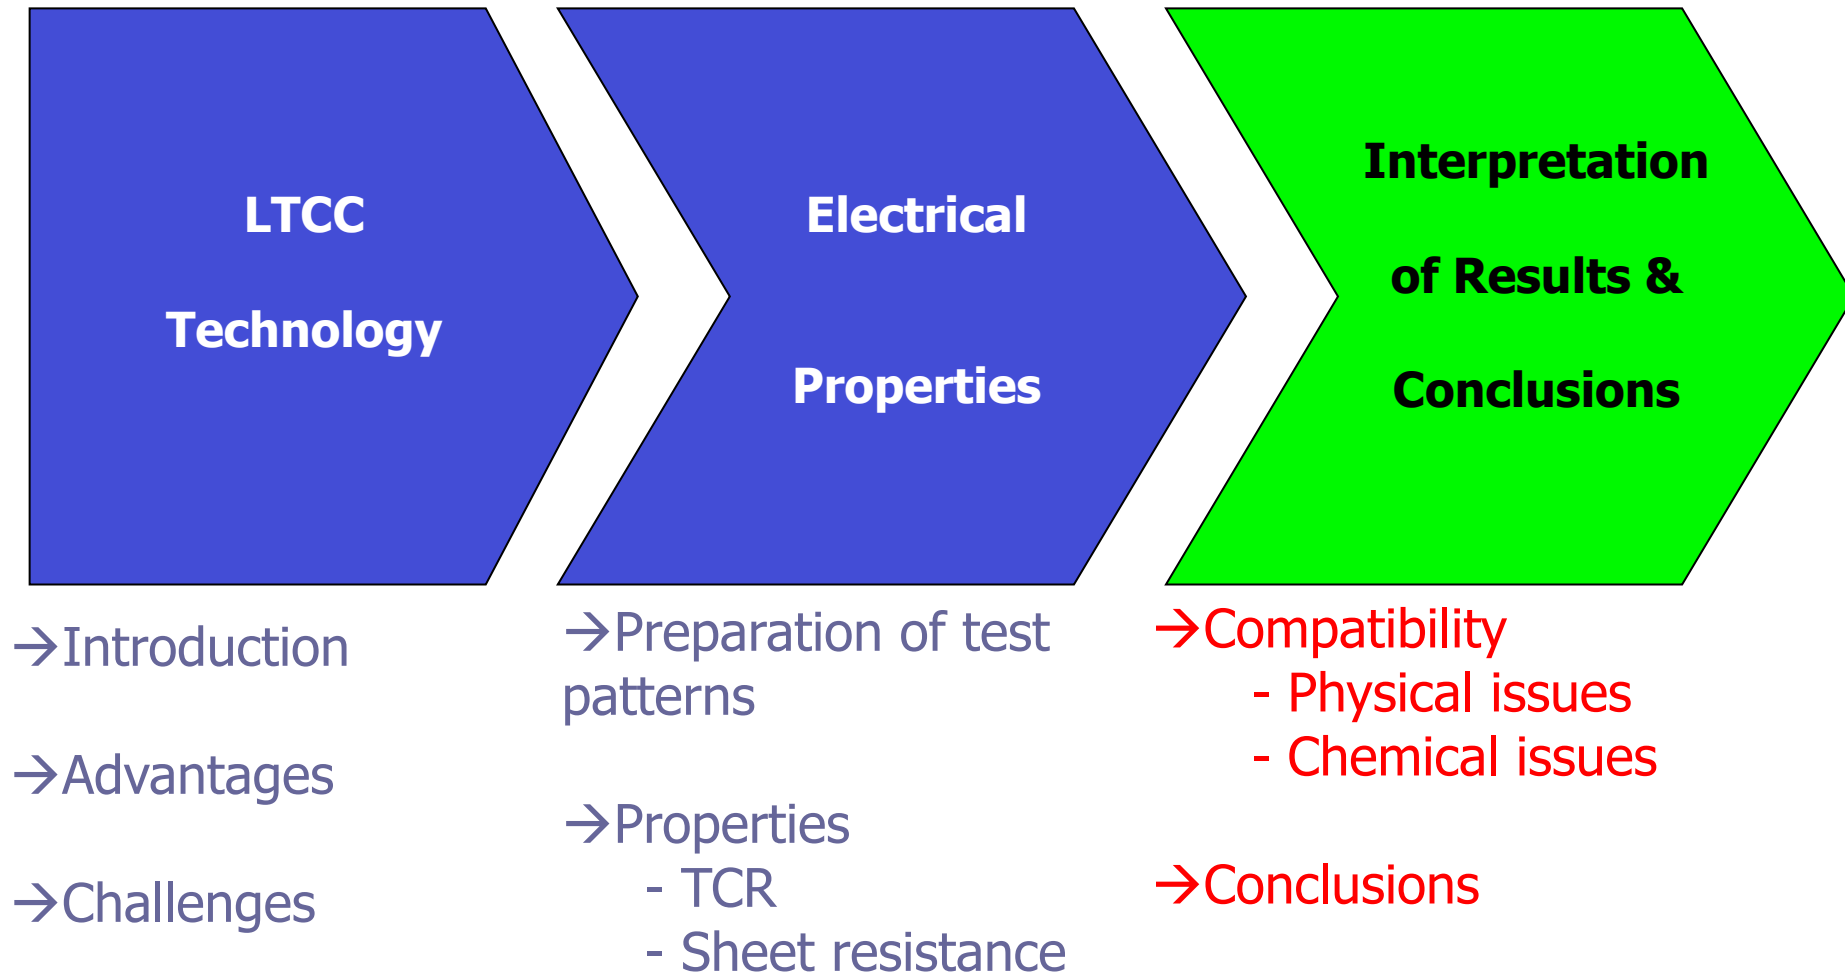 LTCC
Technology
Electrical
Properties
Interpretation
of Results &
Conclusions
→Introduction
→Advantages
→Challenges
→Preparation of test
patterns
→Properties
- TCR
- Sheet resistance
→Compatibility
- Physical issues
- Chemical issues
→Conclusions